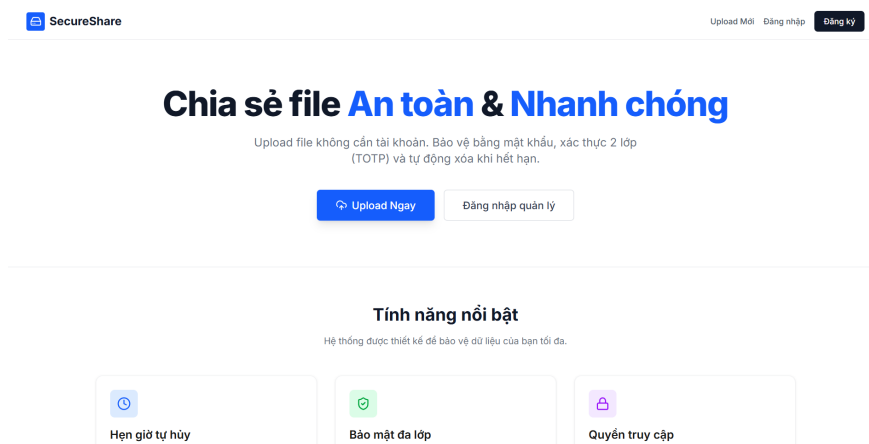 SecureShare
Upload Mới
Đăng nhập
Đăng ký
Chia sẻ file An toàn & Nhanh chóng
Upload file không cần tài khoản. Bảo vệ bằng mật khẩu, xác thực 2 lớp
(TOTP) và tự động xóa khi hết hạn.
Upload Ngay
Đăng nhập quản lý
Tính năng nổi bật
Hệ thống được thiết kế để bảo vệ dữ liệu của bạn tối đa.
Hẹn giờ tự hủy
Bảo mật đa lớp
Quyền truy cập